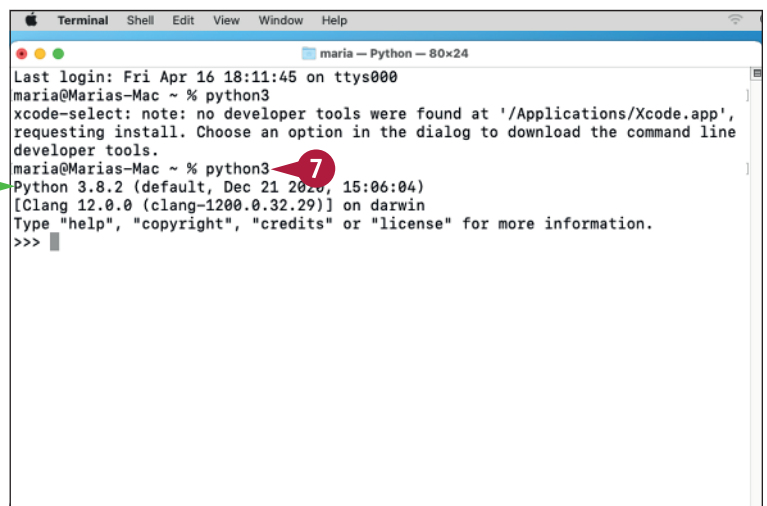 Terminal Shell Edit View Window Help
maria — Python — 80×24
Last login: Fri Apr 16 18:11:45 on ttys000
[maria@Marias-Mac ~ % python3 ]
xcode-select: note: no developer tools were found at '/Applications/Xcode.app',
requesting install. Choose an option in the dialog to download the command line
developer tools.
[maria@Marias-Mac ~ % python3 ]
7
Python 3.8.2 (default, Dec 21 2020, 15:06:04)
[Clang 12.0.0 (clang-1200.0.32.29)] on darwin
Type "help", "copyright", "credits" or "license" for more information.
>>>